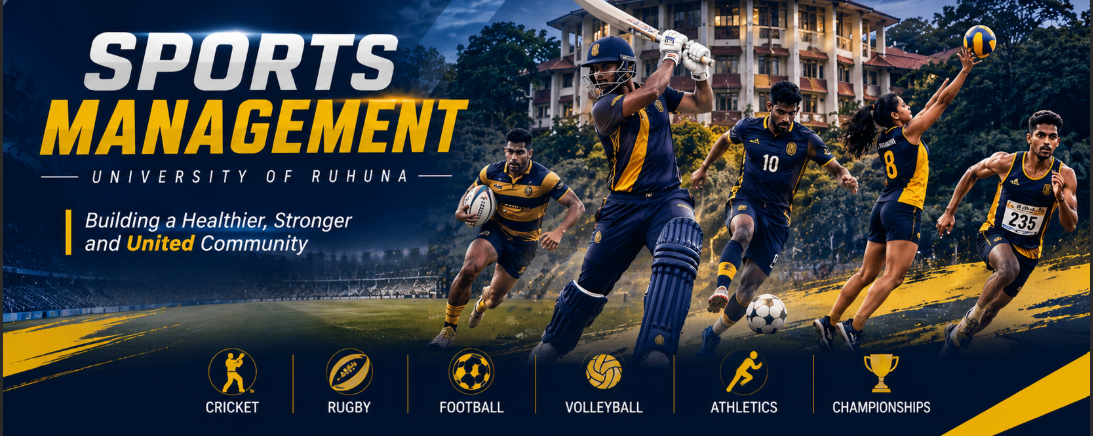 SPORTS
MANAGEMENT
UNIVERSITY OF RUHUNA
Building a Healthier, Stronger
and United Community
10
8
235
CRICKET
RUGBY
FOOTBALL
VOLLEYBALL
ATHLETICS
CHAMPIONSHIPS